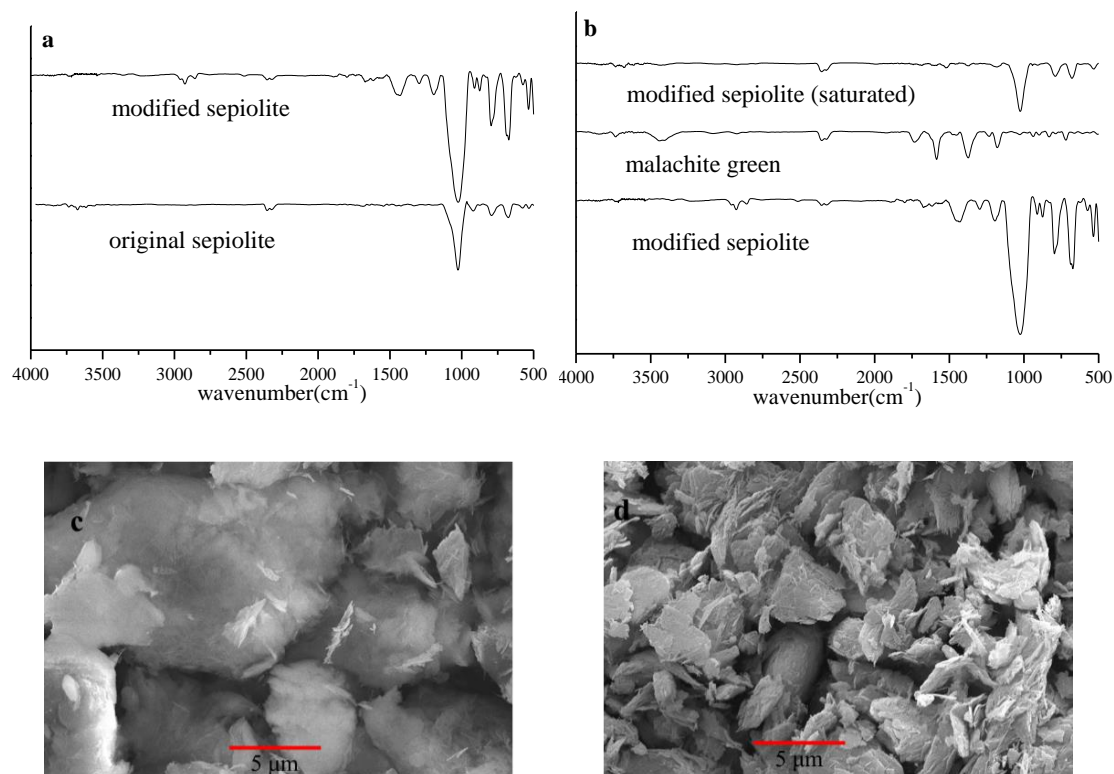 a
modified sepiolite
original sepiolite
4000 3500 3000 2500 2000 1500 1000 500
wavenumber(cm-1)
b
modified sepiolite (saturated)
malachite green
modified sepiolite
4000 3500 3000 2500 2000 1500 1000 500
wavenumber(cm-1)
c
5 μm
d
5 μm